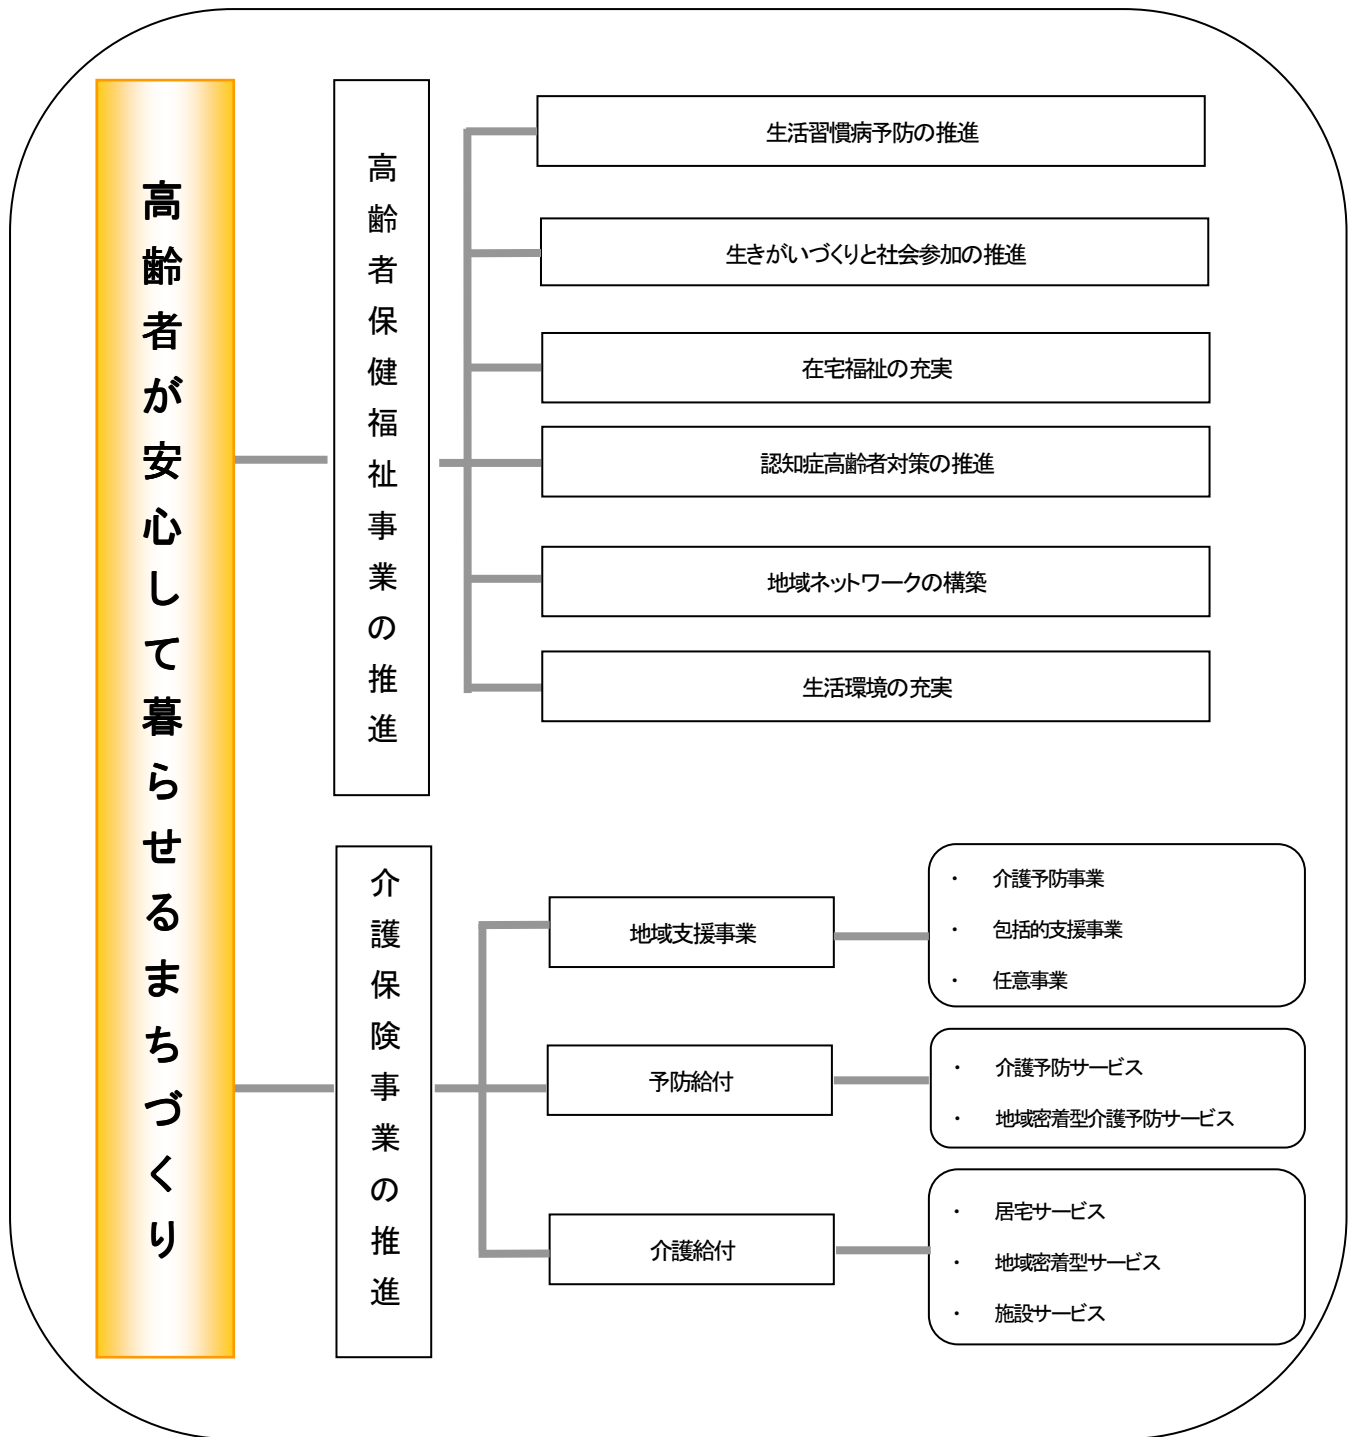 高齢者が安心して暮らせるまちづくり
高齢者保健福祉事業の推進
生活習慣病予防の推進
生きがいづくりと社会参加の推進
在宅福祉の充実
認知症高齢者対策の推進
地域ネットワークの構築
生活環境の充実
介護保険事業の推進
地域支援事業
・ 介護予防事業
・ 包括的支援事業
・ 任意事業
予防給付
・ 介護予防サービス
・ 地域密着型介護予防サービス
介護給付
・ 居宅サービス
・ 地域密着型サービス
・ 施設サービス